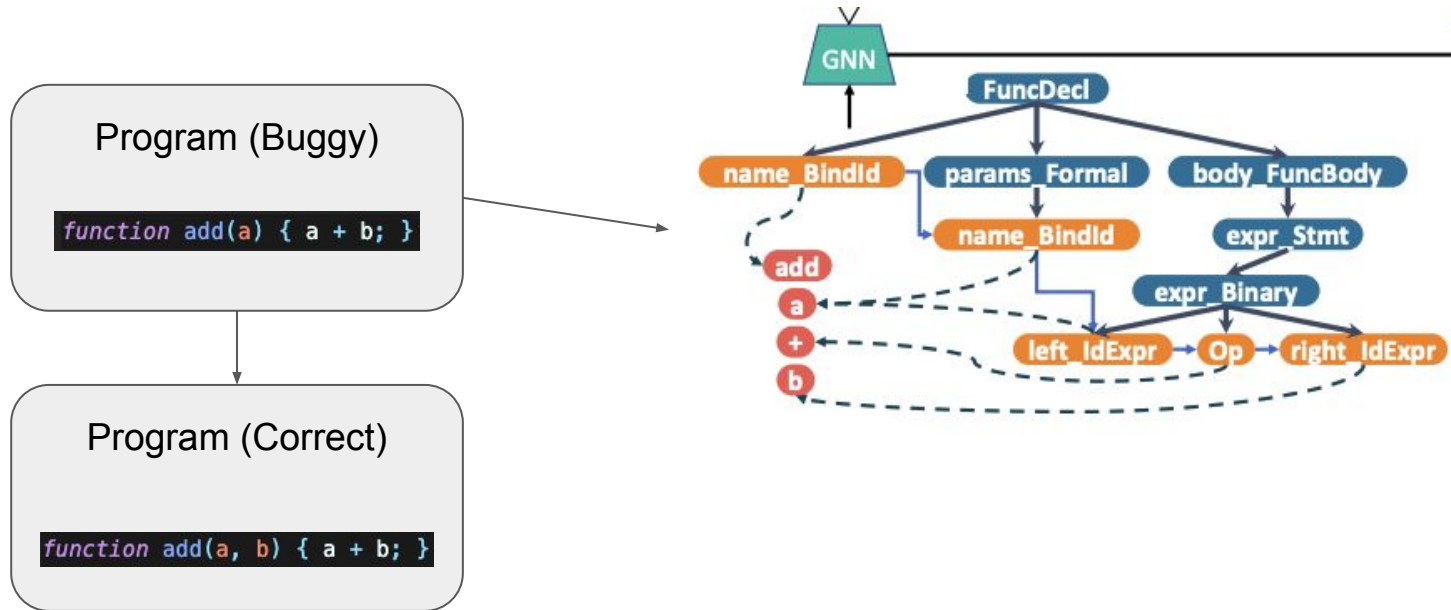 Program (Buggy)
function add(a) { a + b; }
Program (Correct)
function add(a, b) { a + b; }
GNN
FuncDecl
name_BindId
params_Formal
body_FuncBody
name_BindId
expr_Stmt
add
expr_Binary
a
+
left_IdExpr
Op
right_IdExpr
b